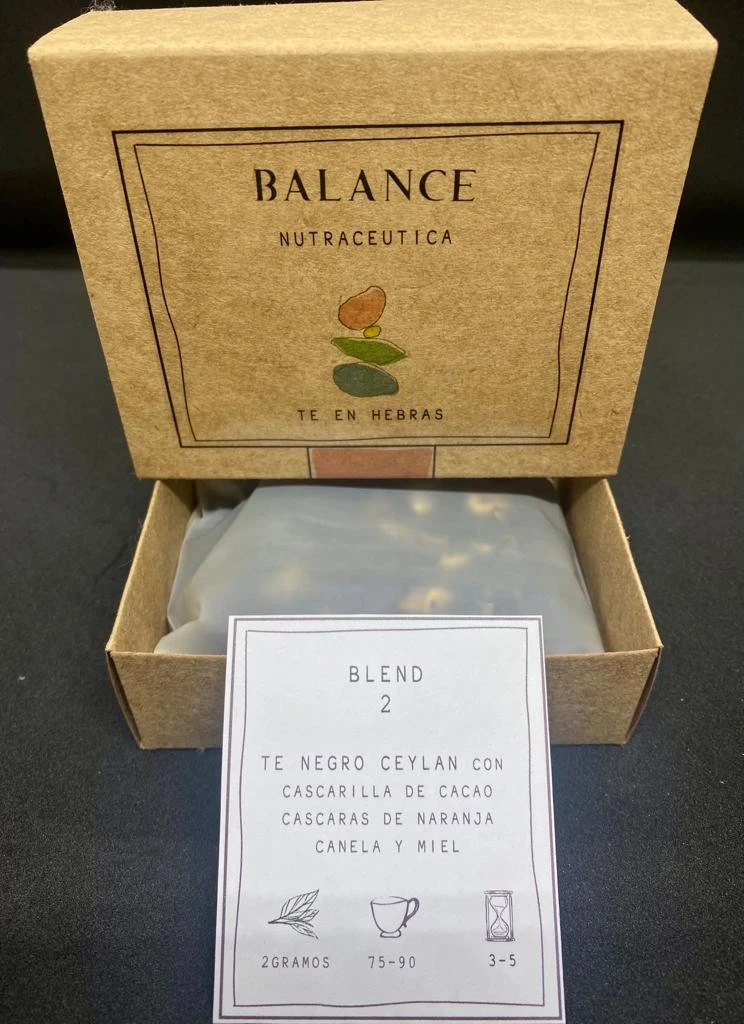 BALANCE
NUTRACEUTICA
TE EN HEBRAS
BLEND
2
TE NEGRO CEYLAN CON
CASCARILLA DE CACAO
CASCARAS DE NARANJA
CANELA Y MIEL
2GRAMOS 75-90 3-5